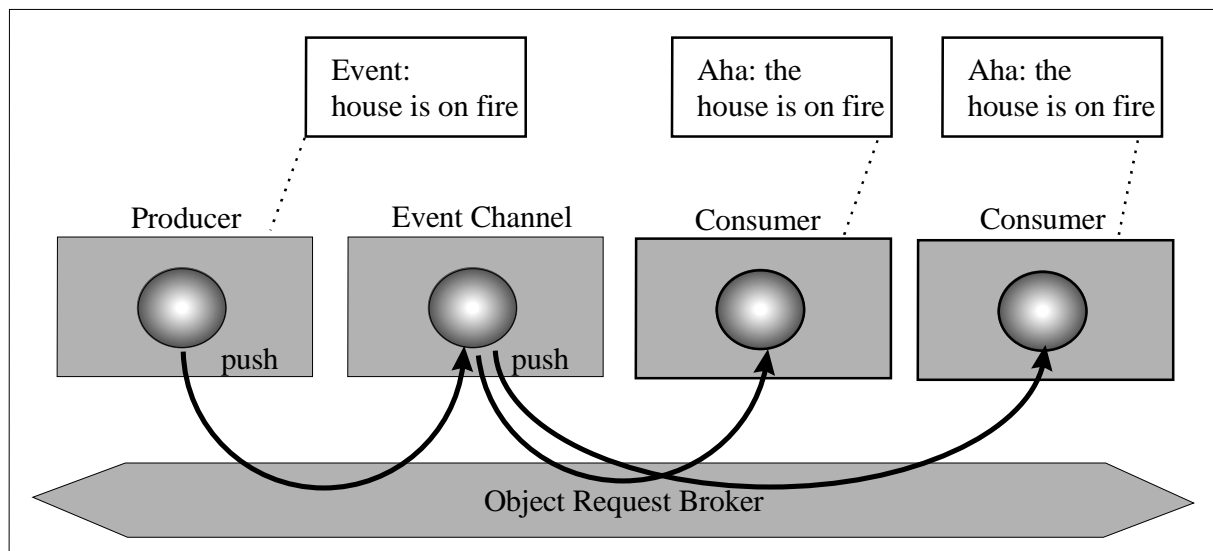 Event:
house is on fire
Aha: the
house is on fire
Aha: the
house is on fire
Producer
Event Channel
Consumer
Consumer
push
push
Object Request Broker